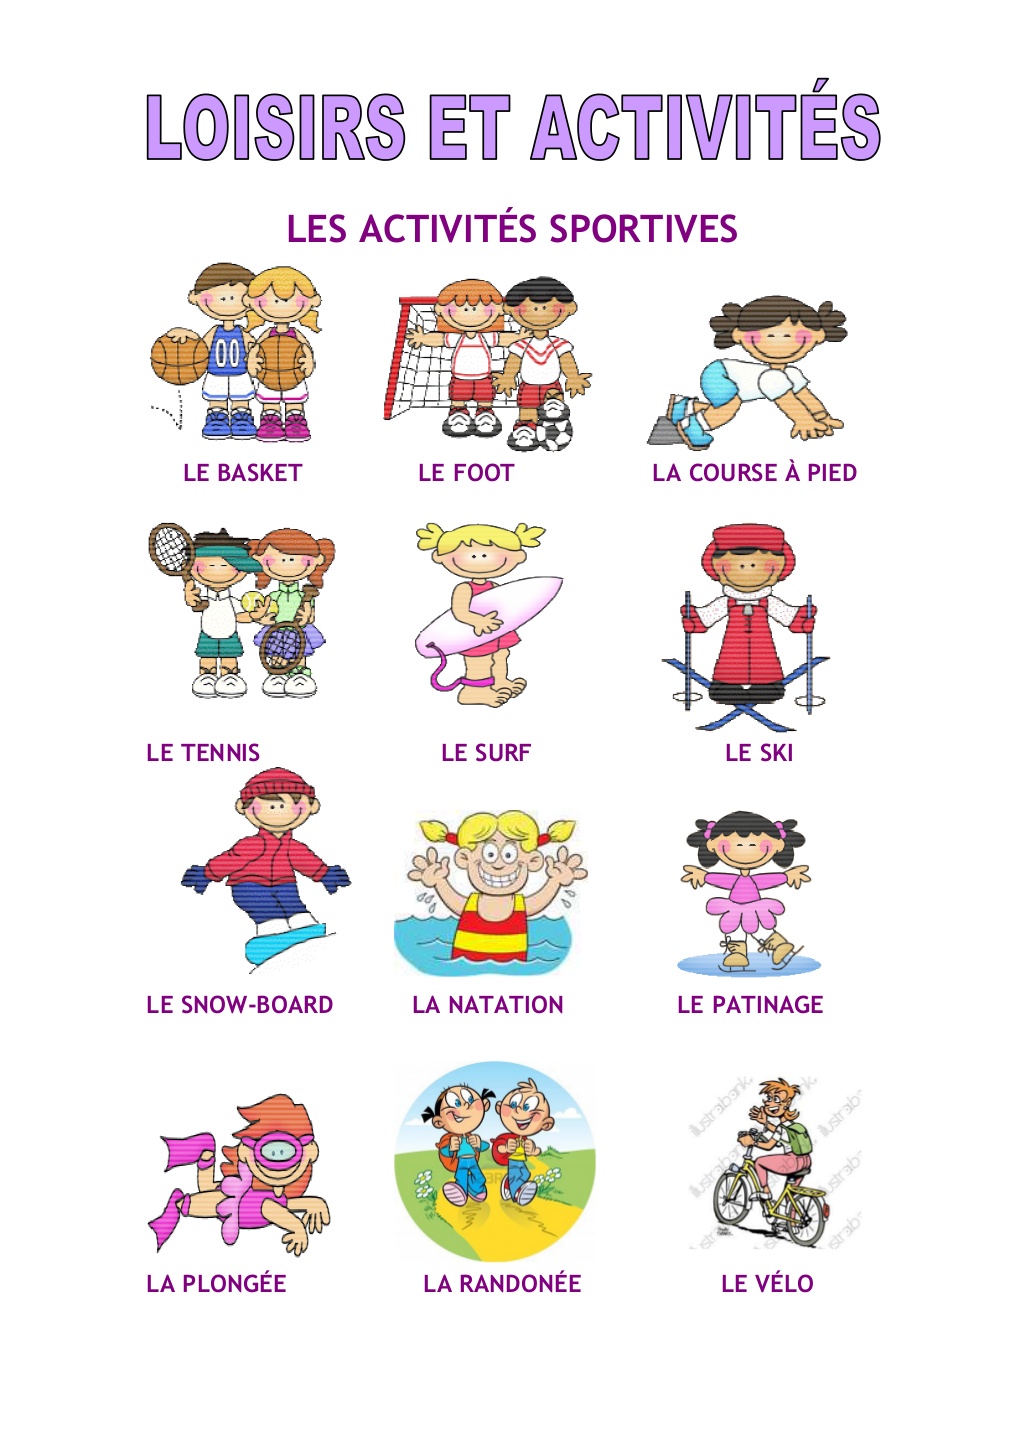 LOISIRS ET ACTIVITÉS
LES ACTIVITÉS SPORTIVES
00
LE BASKET LE FOOT LA COURSE À PIED
LE TENNIS LE SURF LE SKI
LE SNOW-BOARD LA NATATION LE PATINAGE
LA PLONGÉE LA RANDONÉE LE VÉLO